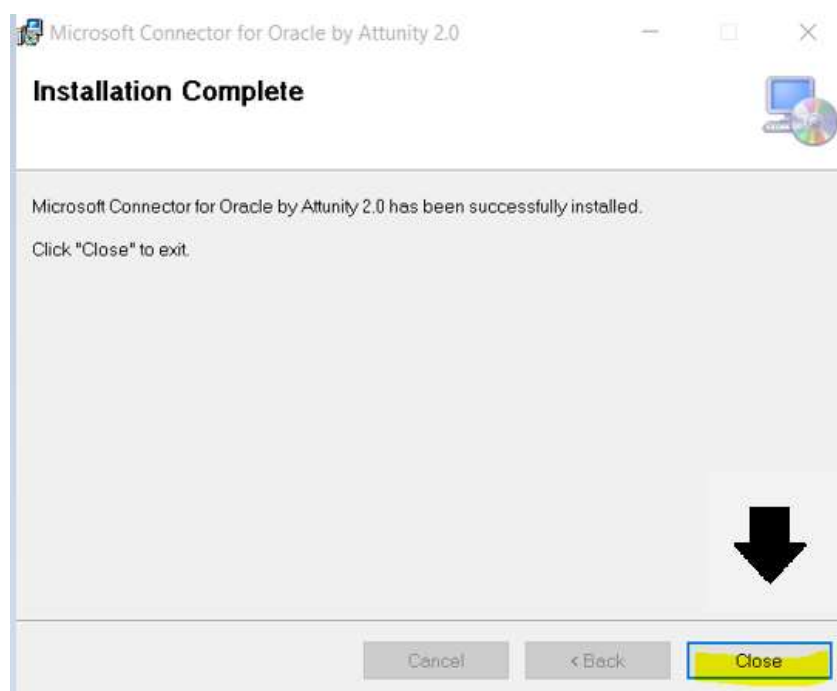 Microsoft Connector for Oracle by Attunity 2.0
Installation Complete
Microsoft Connector for Oracle by Attunity 2.0 has been successfully installed.
Click "Close" to exit.
Cancel
< Back
Close